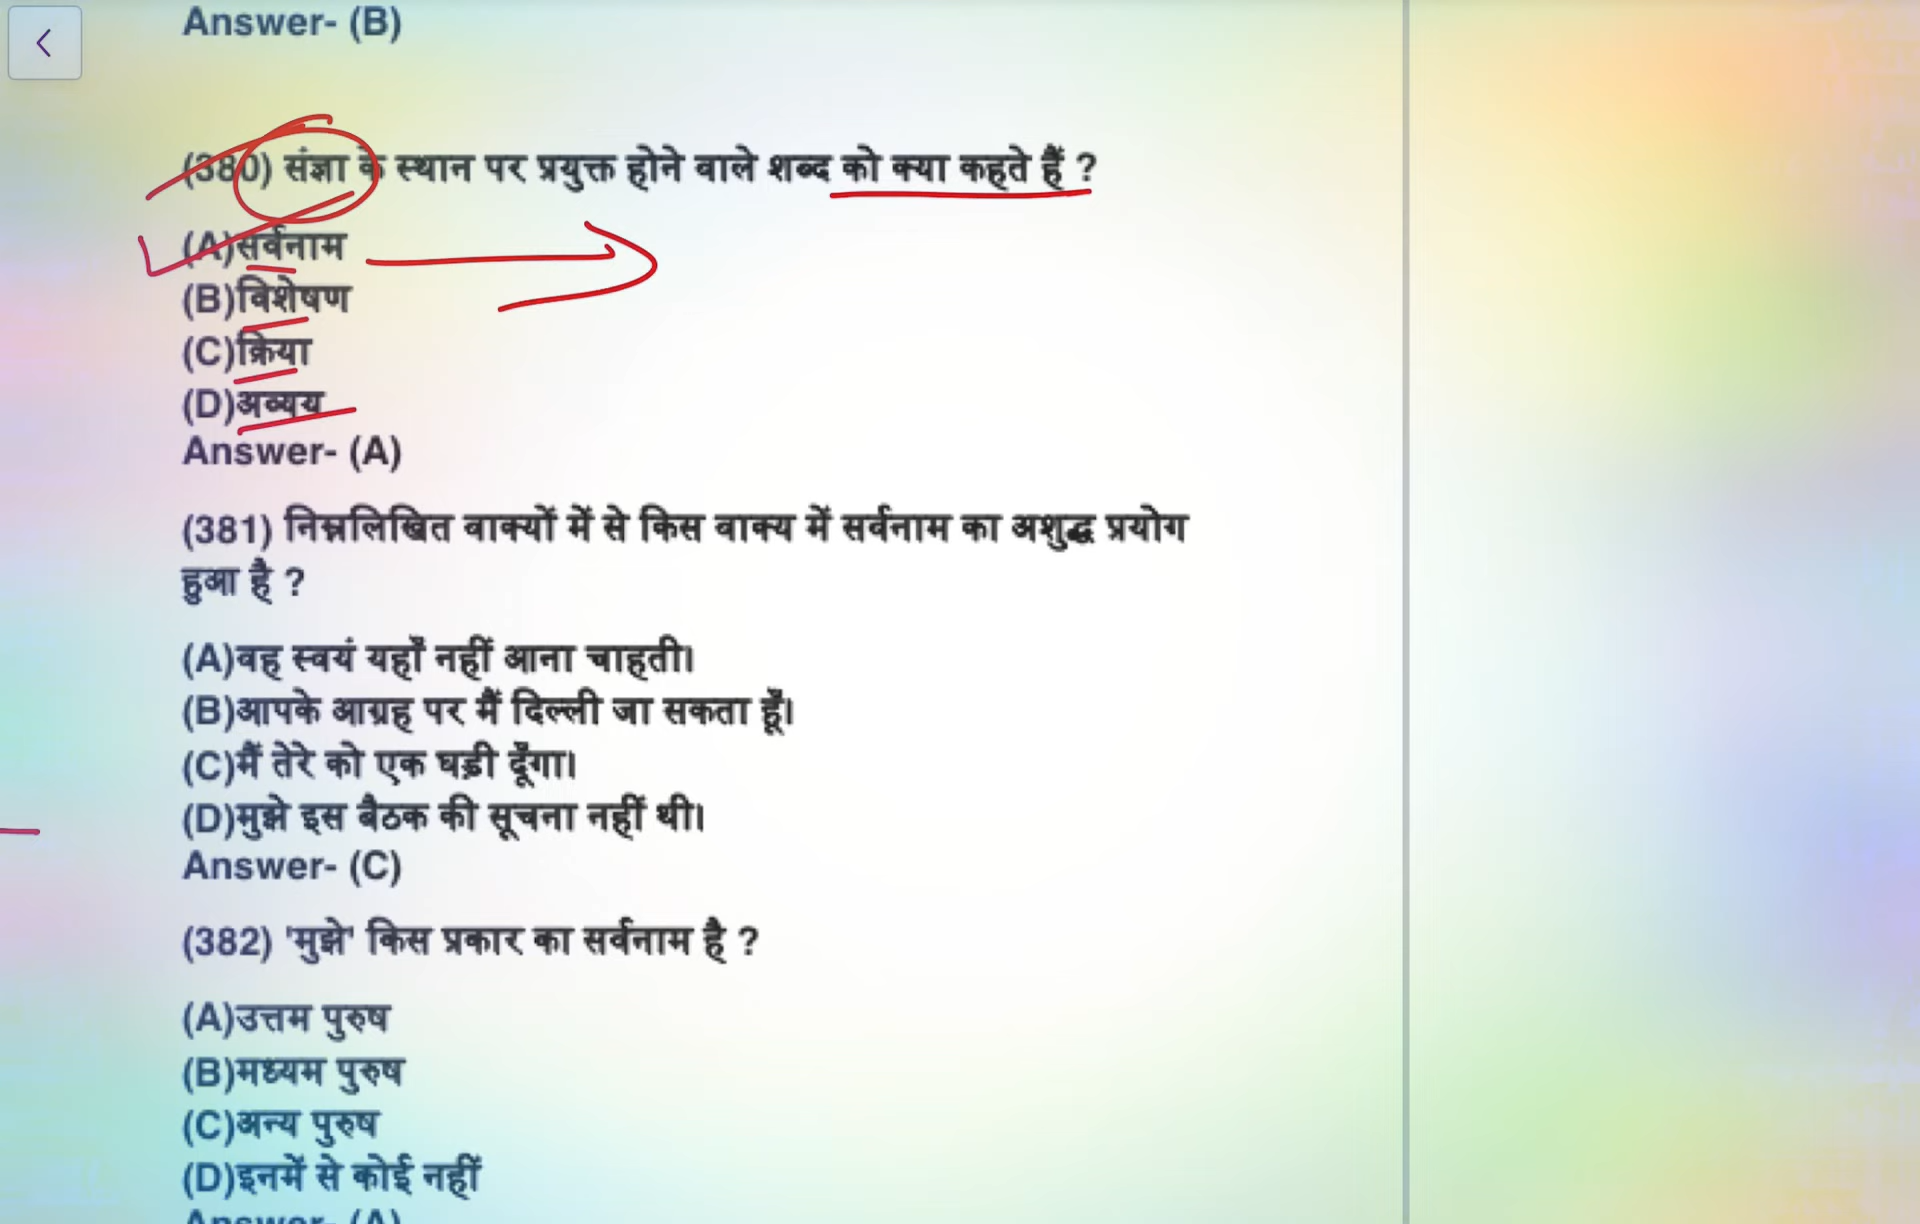 Answer- (B)
(380) संज्ञा के स्थान पर प्रयुक्त होने वाले शब्द को क्या कहते हैं ?
(A)सर्वनाम
(B)विशेषण
(C)क्रिया
(D)अव्यय
Answer- (A)
(381) निम्नलिखित वाक्यों में से किस वाक्य में सर्वनाम का अशुद्ध प्रयोग
हुआ है ?
(A)वह स्वयं यहाँ नहीं आना चाहती।
(B)आपके आग्रह पर मैं दिल्ली जा सकता हूँ।
(C)मैं तेरे को एक घड़ी दूँगा।
(D)मुझे इस बैठक की सूचना नहीं थी।
Answer- (C)
(382) 'मुझे' किस प्रकार का सर्वनाम है ?
(A)उत्तम पुरुष
(B)मध्यम पुरुष
(C)अन्य पुरुष
(D)इनमें से कोई नहीं
Answer- (A)